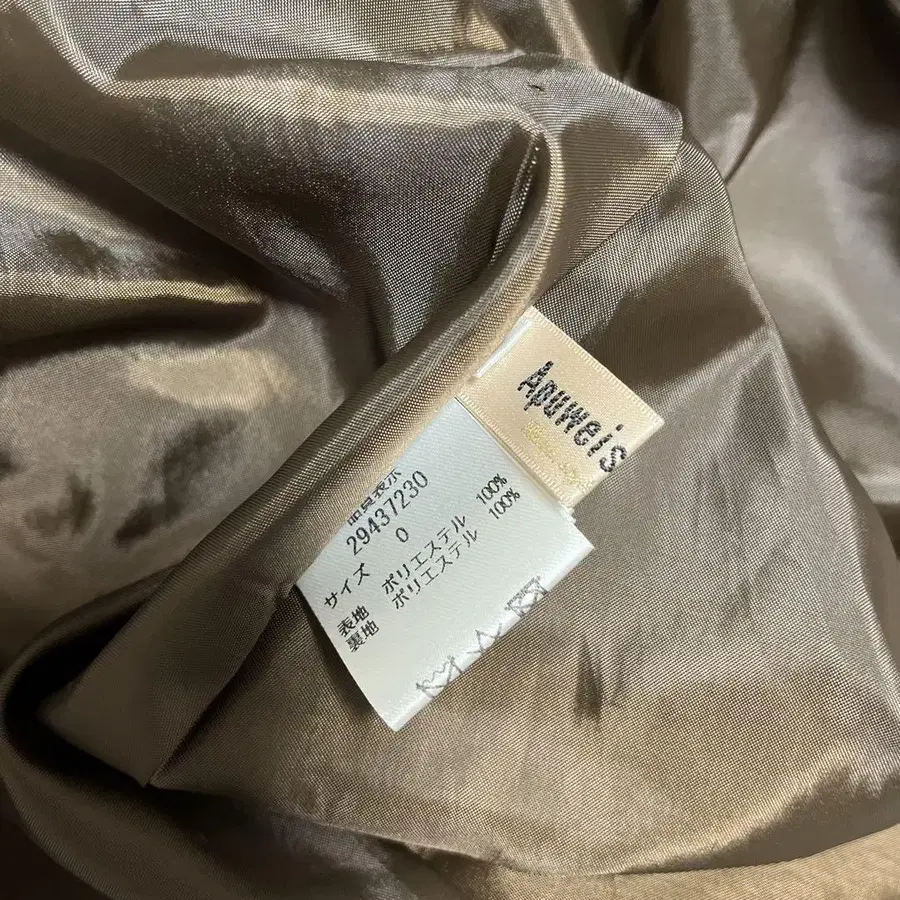 Apuweis
品質表示
29437230
サイズ 0
表地 ポリエステル 100%
裏地 ポリエステル 100%